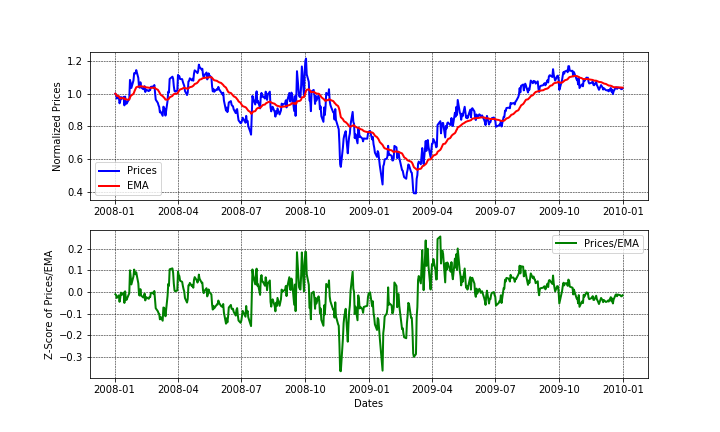 Normalized Prices
1.2
1.0
0.8
0.6
0.4
Prices
EMA
2008-01 2008-04 2008-07 2008-10 2009-01 2009-04 2009-07 2009-10 2010-01
Z-Score of Prices/EMA
0.2
0.1
0.0
−0.1
−0.2
−0.3
Prices/EMA
2008-01 2008-04 2008-07 2008-10 2009-01 2009-04 2009-07 2009-10 2010-01
Dates